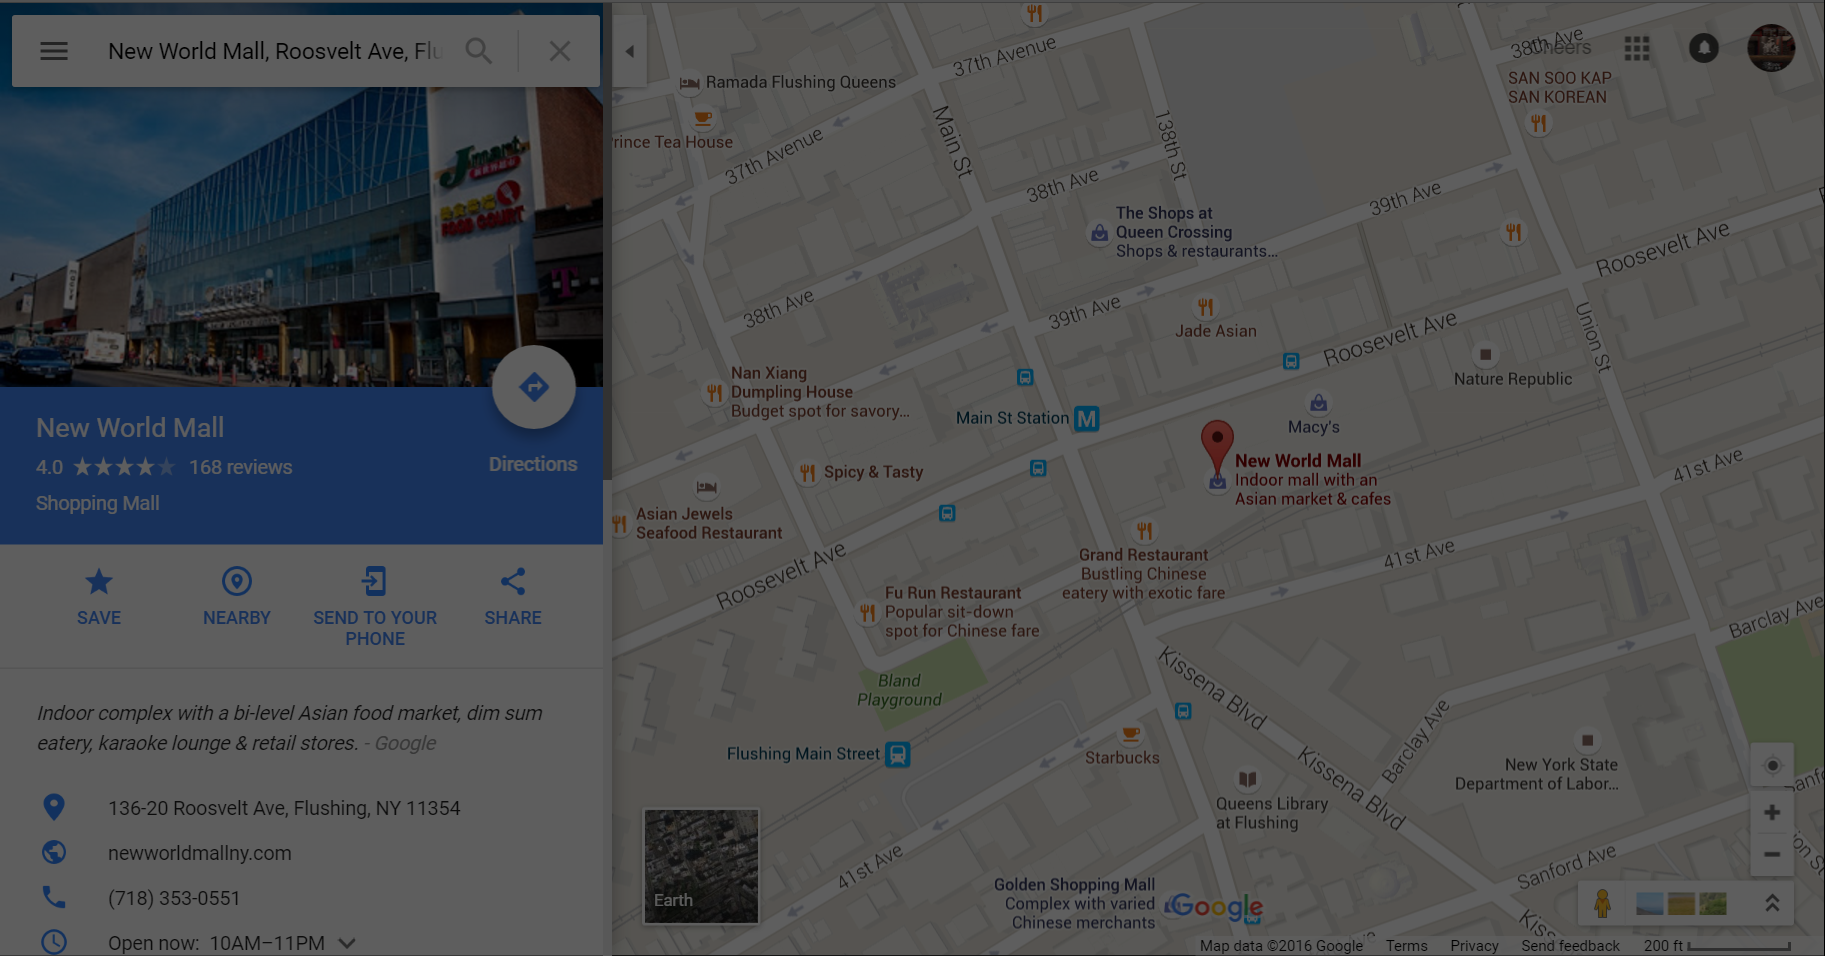 New World Mall, Roosvelt Ave, Flu
Jmart
FOOD COURT
New World Mall
4.0
168 reviews
Directions
Shopping Mall
SAVE
NEARBY
SEND TO YOUR
PHONE
SHARE
Indoor complex with a bi-level Asian food market, dim sum
eatery, karaoke lounge & retail stores. - Google
136-20 Roosvelt Ave, Flushing, NY 11354
newworldmallny.com
(718) 353-0551
Open now: 10AM–11PM
37th Avenue
38th Ave
Cheers
Ramada Flushing Queens
SAN SOO KAP
SAN KOREAN
rince Tea House
37th Avenue
Main St
138th St
38th Ave
39th Ave
The Shops at
Queen Crossing
Shops & restaurants...
Roosevelt Ave
38th Ave
39th Ave
Jade Asian
Roosevelt Ave
Union St
Nan Xiang
Dumpling House
Budget spot for savory...
Nature Republic
Main St Station
M
Macy's
New World Mall
Indoor mall with an
Asian market & cafes
Spicy & Tasty
41st Ave
Asian Jewels
Seafood Restaurant
Roosevelt Ave
Grand Restaurant
Bustling Chinese
eatery with exotic fare
41st Ave
Fu Run Restaurant
Popular sit-down
spot for Chinese fare
Barclay Ave
Kissena Blvd
Bland
Playground
Flushing Main Street
Starbucks
Barclay Ave
Kissena Blvd
New York State
Department of Labor...
Queens Library
at Flushing
Sanford Ave
41st Ave
Golden Shopping Mall
Complex with varied
Chinese merchants
Earth
Google
Map data ©2016 Google
Terms
Privacy
Send feedback
200 ft